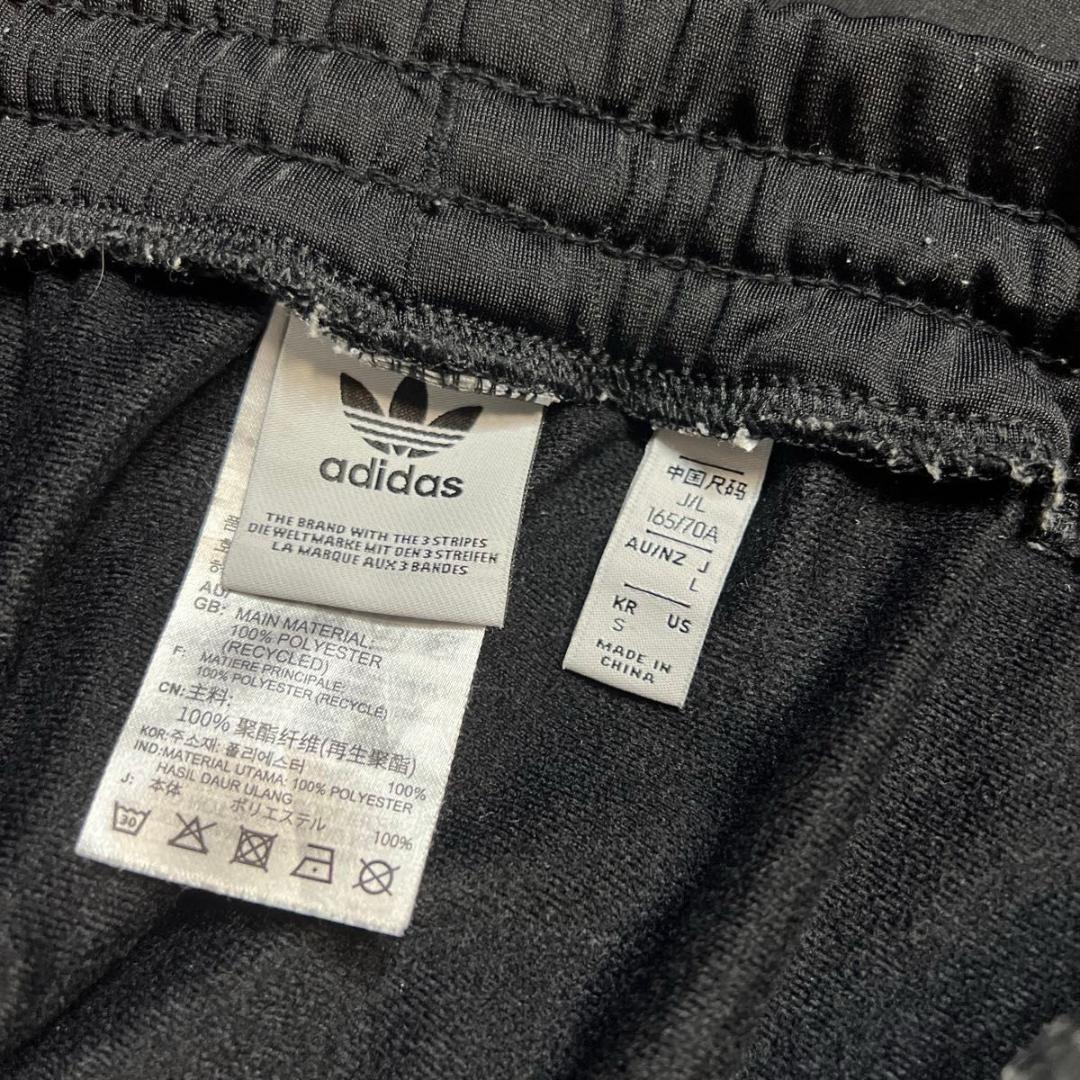 adidas
THE BRAND WITH THE 3 STRIPES
DIE WELTMARKE MIT DEN 3 STREIFEN
LA MARQUE AUX 3 BANDES
GB: MAIN MATERIAL:
100% POLYESTER
(RECYCLED)
F: MATIERE PRINCIPALE:
100% POLYESTER (RECYCLÉ)
CN: 主料:
100% 聚酯纤维(再生聚酯)
KOR: 주소재: 폴리에스터 100%
IND: MATERIAL UTAMA: 100% POLYESTER
HASIL DAUR ULANG
J: 本体 ポリエステル 100%
30
中国尺码
J/L
165/70A
AU/NZ J
L
KR US
S
MADE IN
CHINA